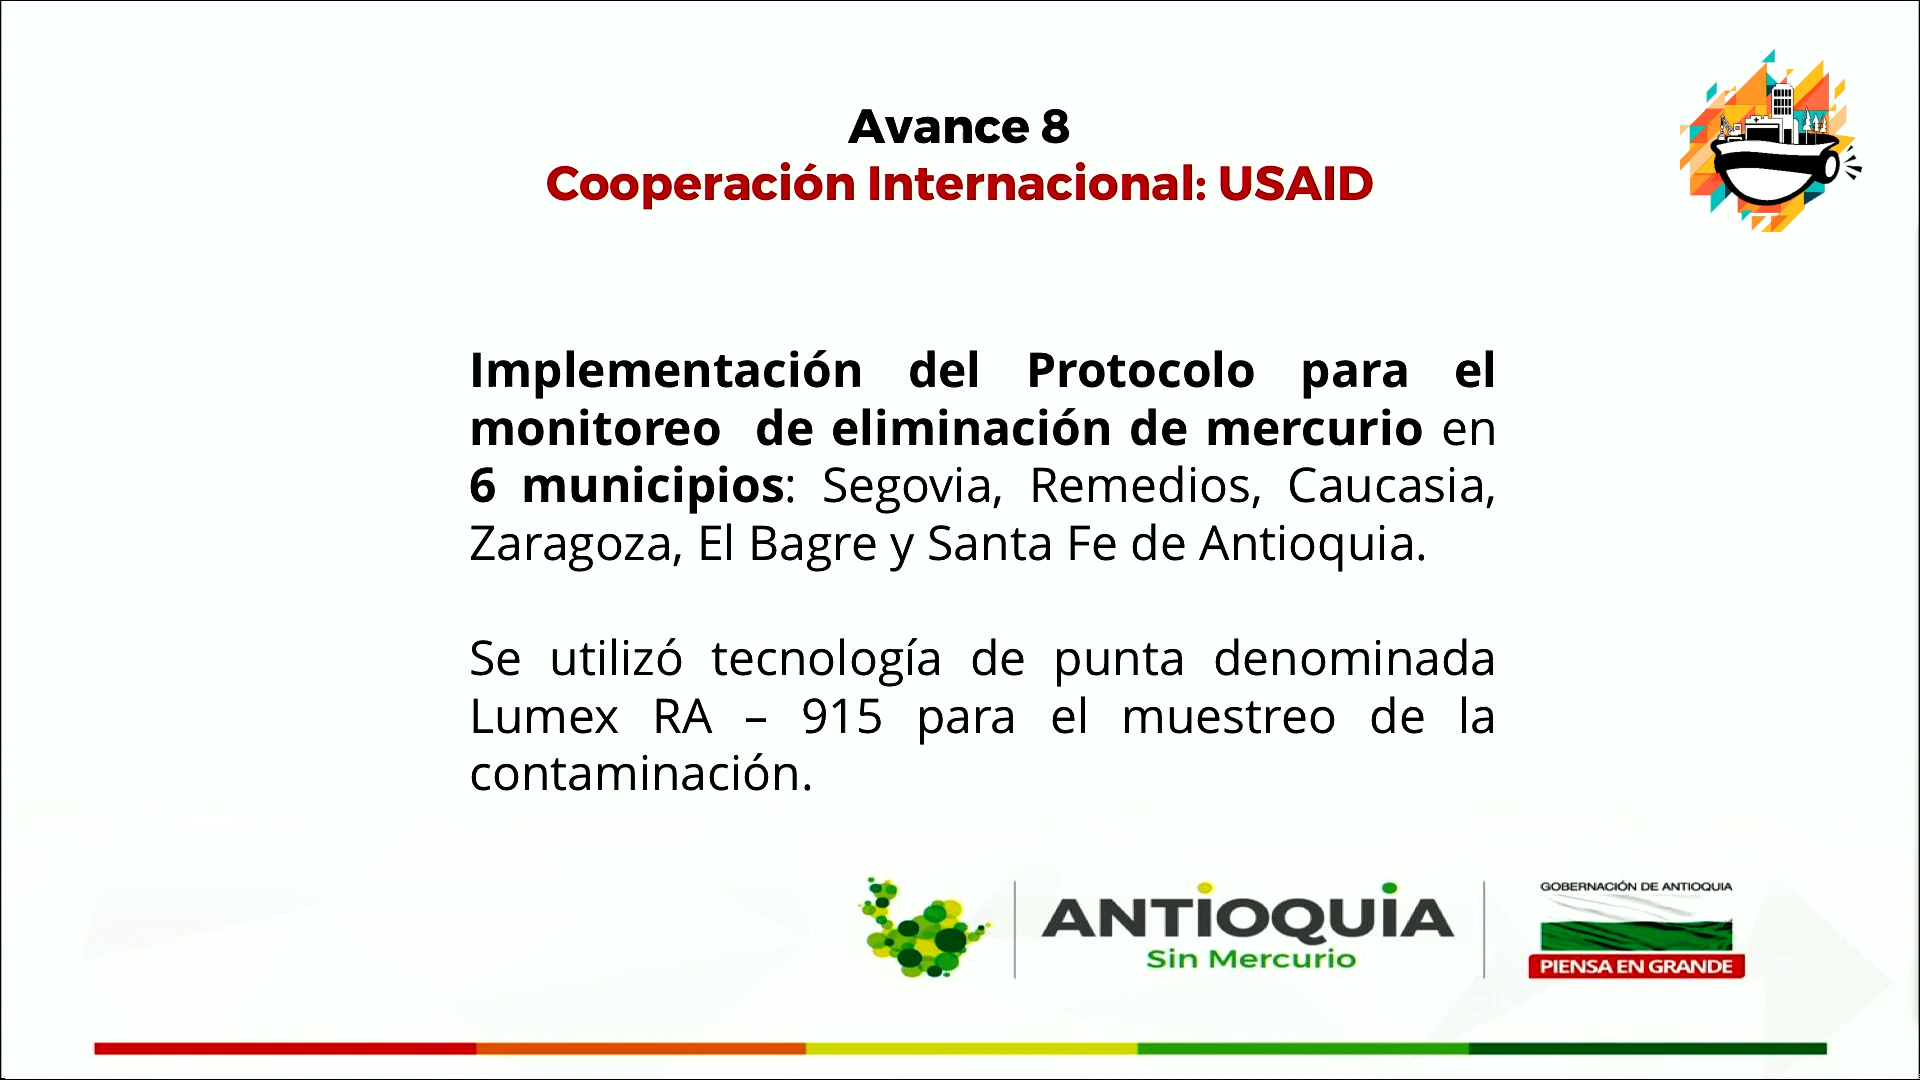 Avance 8
Cooperación Internacional: USAID
Implementación del Protocolo para el
monitoreo de eliminación de mercurio en
6 municipios: Segovia, Remedios, Caucasia,
Zaragoza, El Bagre y Santa Fe de Antioquia.
Se utilizó tecnología de punta denominada
Lumex RA – 915 para el muestreo de la
contaminación.
ANTIOQUIA
Sin Mercurio
GOBERNACIÓN DE ANTIOQUIA
PIENSA EN GRANDE